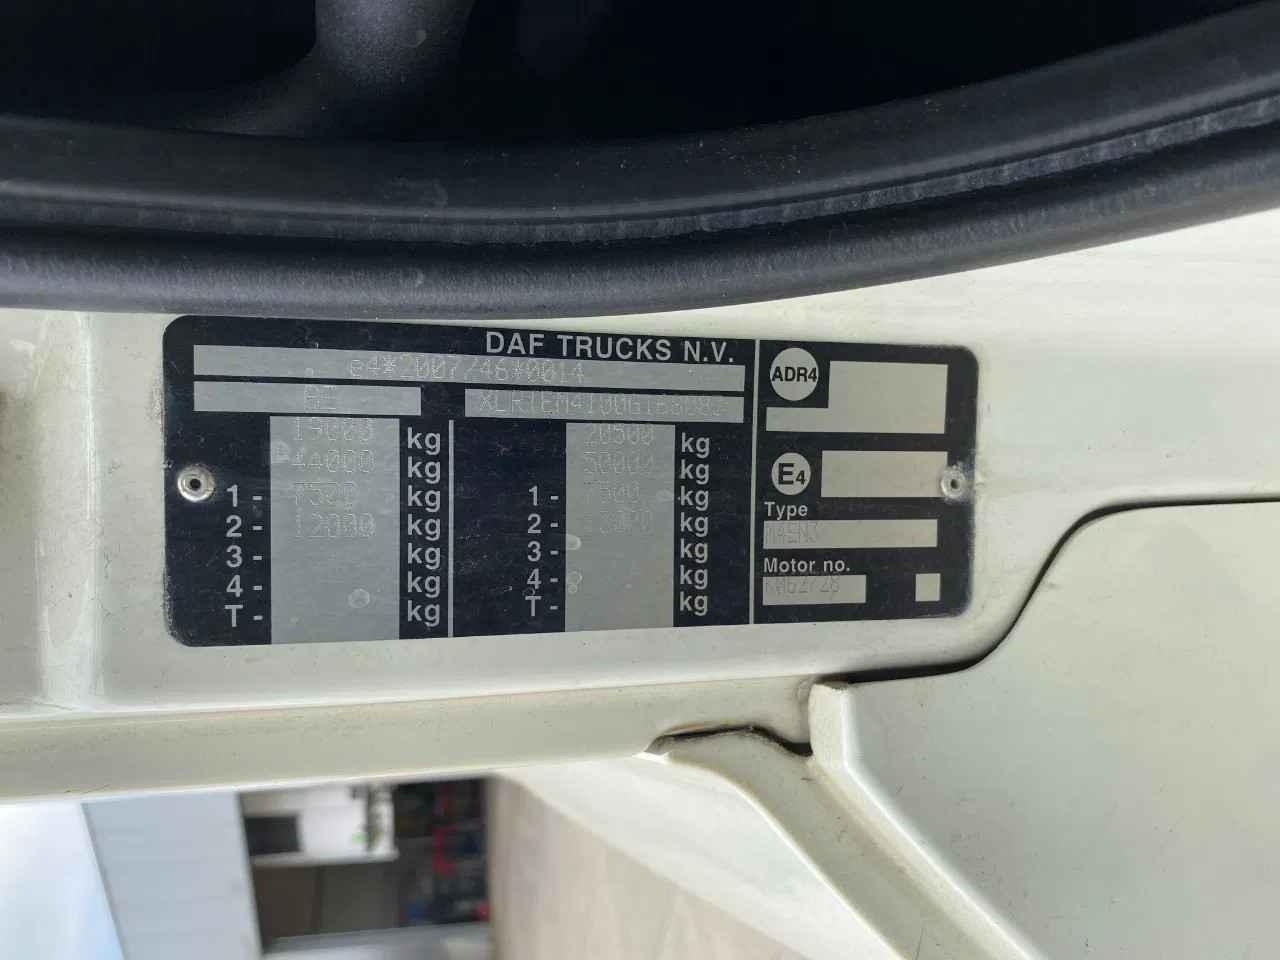 DAF TRUCKS N.V.
e4*2007/46*0014
19000 kg
44000 kg
1 - 7500 kg
2 - 12000 kg
3 - kg
4 - kg
T - kg
20500 kg
50000 kg
1 - 7500 kg
2 - kg
3 - kg
4 - kg
T - kg
ADR4
E4
Type
Motor no.